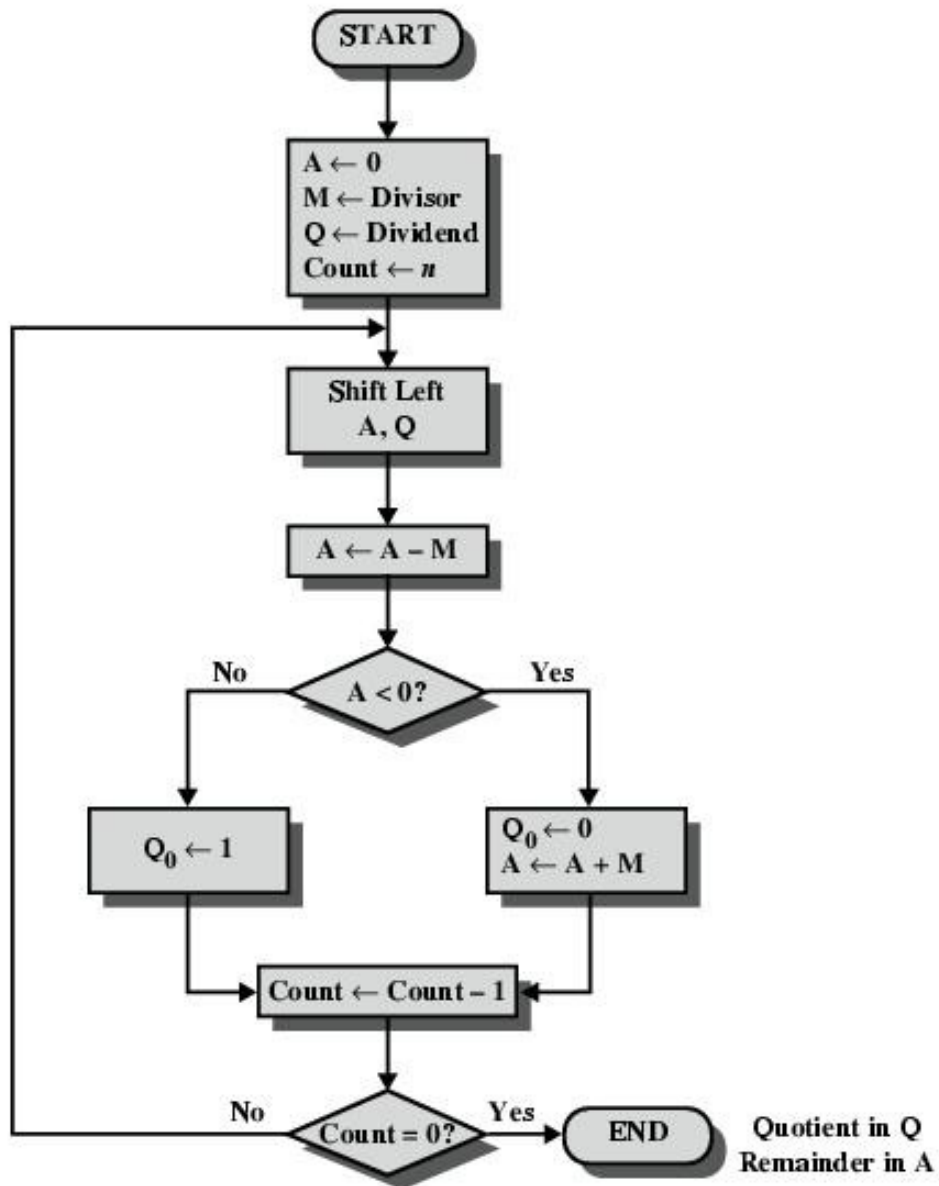 START
A ← 0
M ← Divisor
Q ← Dividend
Count ← n
Shift Left
A, Q
A ← A – M
No
Yes
A < 0?
Q₀ ← 1
Q₀ ← 0
A ← A + M
Count ← Count – 1
No
Yes
Count = 0?
END
Quotient in Q
Remainder in A